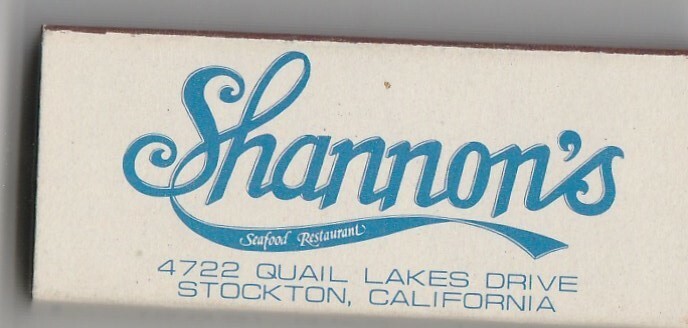 Shannon's
Seafood Restaurant
4722 QUAIL LAKES DRIVE
STOCKTON, CALIFORNIA